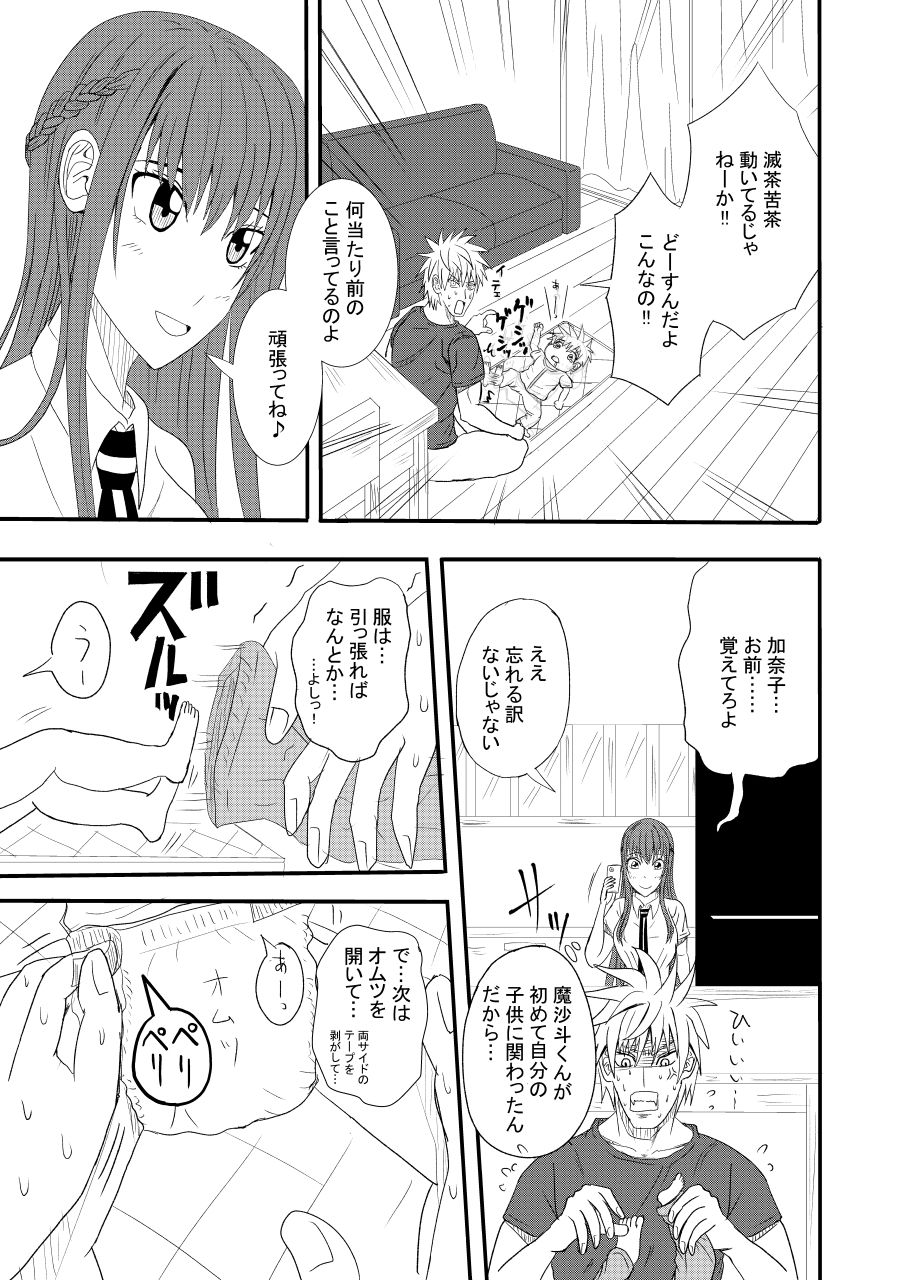 滅茶苦茶
動いてるじゃ
ねーか!!
どーすんだよ
こんなの!!
イテェ
あー
ゲシ
ゲシ
何当たり前の
こと言ってるのよ
頑張ってね♪
加奈子…
お前……
覚えてろよ
ええ
忘れる訳
ないじゃない
魔沙斗くんが
初めて自分の
子供に関わったん
だから…
ひぃぃぃ…
服は…
引っ張れば
なんとか…
…よしっ!
ズルッ
で…次は
オムツを
開いて…
両サイドの
テープを
剥がして…
あーっ
オム
ペリペリ